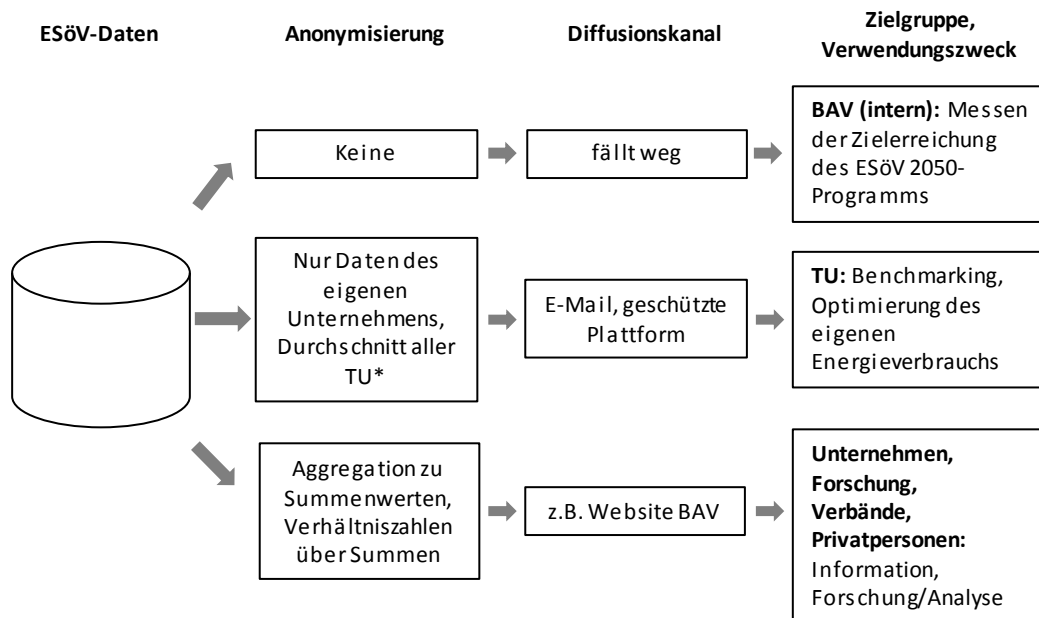 ESöV-Daten
Anonymisierung
Diffusionskanal
Zielgruppe,
Verwendungszweck
Keine
fällt weg
BAV (intern): Messen
der Zielerreichung
des ESöV 2050-
Programms
Nur Daten des
eigenen
Unternehmens,
Durchschnitt aller
TU*
E-Mail, geschützte
Plattform
TU: Benchmarking,
Optimierung des
eigenen
Energieverbrauchs
Aggregation zu
Summenwerten,
Verhältniszahlen
über Summen
z.B. Website BAV
Unternehmen,
Forschung,
Verbände,
Privatpersonen:
Information,
Forschung/Analyse